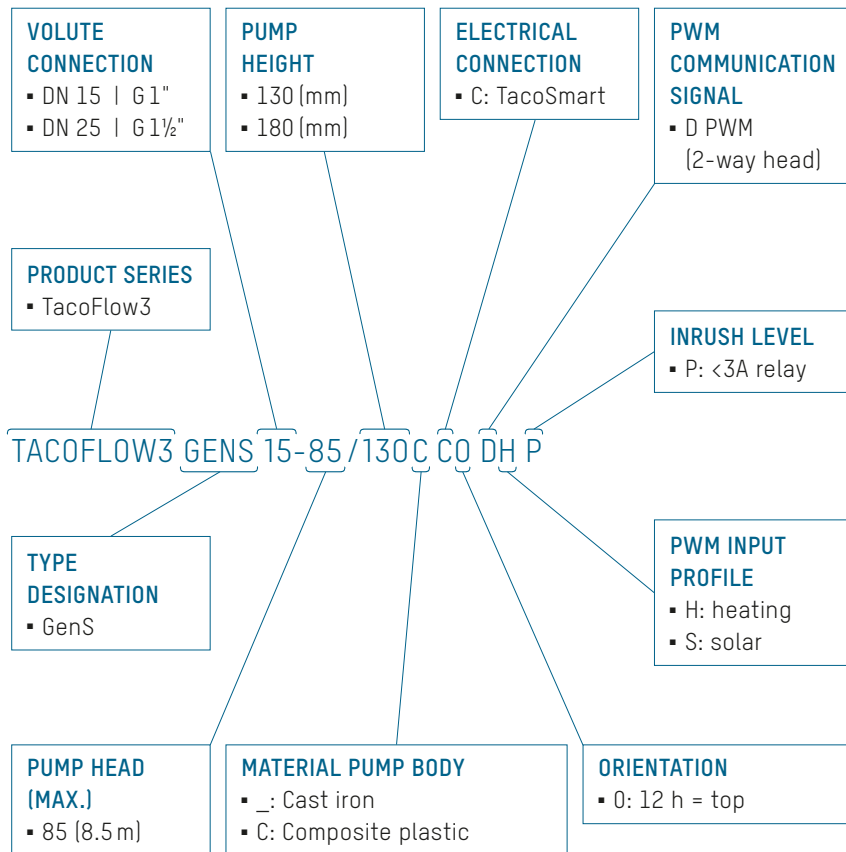 VOLUTE
CONNECTION
▪ DN 15 | G 1"
▪ DN 25 | G 1½"
PUMP
HEIGHT
▪ 130 (mm)
▪ 180 (mm)
ELECTRICAL
CONNECTION
▪ C: TacoSmart
PWM
COMMUNICATION
SIGNAL
▪ D PWM
(2-way head)
PRODUCT SERIES
▪ TacoFlow3
INRUSH LEVEL
▪ P: <3A relay
TACOFLOW3 GENS 15-85/130C CO DH P
TYPE
DESIGNATION
▪ GenS
PWM INPUT
PROFILE
▪ H: heating
▪ S: solar
PUMP HEAD
(MAX.)
▪ 85 (8.5 m)
MATERIAL PUMP BODY
▪ _: Cast iron
▪ C: Composite plastic
ORIENTATION
▪ 0: 12 h = top